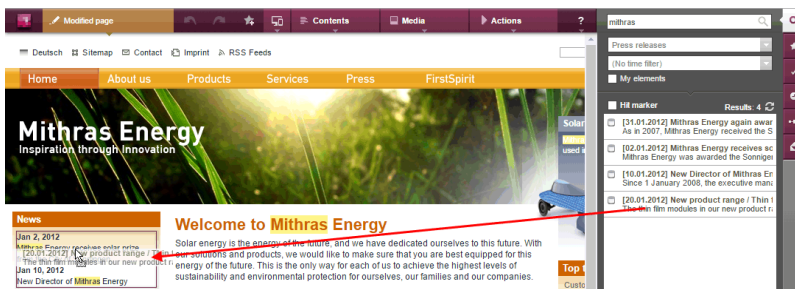 Modified page
Contents
Media
Actions
?
mithras
Deutsch Sitemap Contact Imprint RSS Feeds
Press releases
(No time filter)
My elements
Home About us Products Services Press FirstSpirit
Hit marker Results: 4
Mithras Energy
Inspiration through Innovation
Solar
used i
[31.01.2012] Mithras Energy again awar
As in 2007, Mithras Energy received the S
[02.01.2012] Mithras Energy receives so
Mithras Energy was awarded the Sonnige
[10.01.2012] New Director of Mithras En
Since 1 January 2008, the executive mana
[20.01.2012] New product range / Thin f
The thin film modules in our new product ra
News
Jan 2, 2012
Mithras Energy receives solar prize
[20.01.2012] New product range / Thin
The thin film modules in our new product r
Jan 10, 2012
New Director of Mithras Energy
Welcome to Mithras Energy
Solar energy is the energy of the future, and we have dedicated ourselves to this future. With
our solutions and products, we would like to make sure that you are best equipped for this
energy of the future. This is the only way for each of us to achieve the highest levels of
sustainability and environmental protection for ourselves, our families and our companies.
Top t
Custo